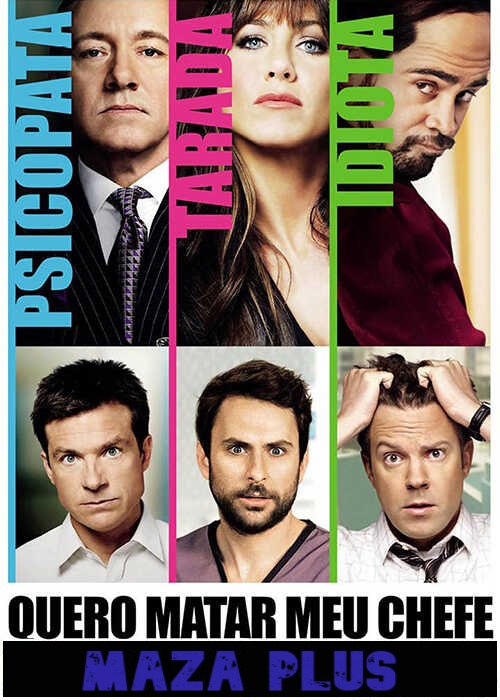 PSICOPATA
TARADA
IDIOTA
QUERO MATAR MEU CHEFE
MAZA PLUS